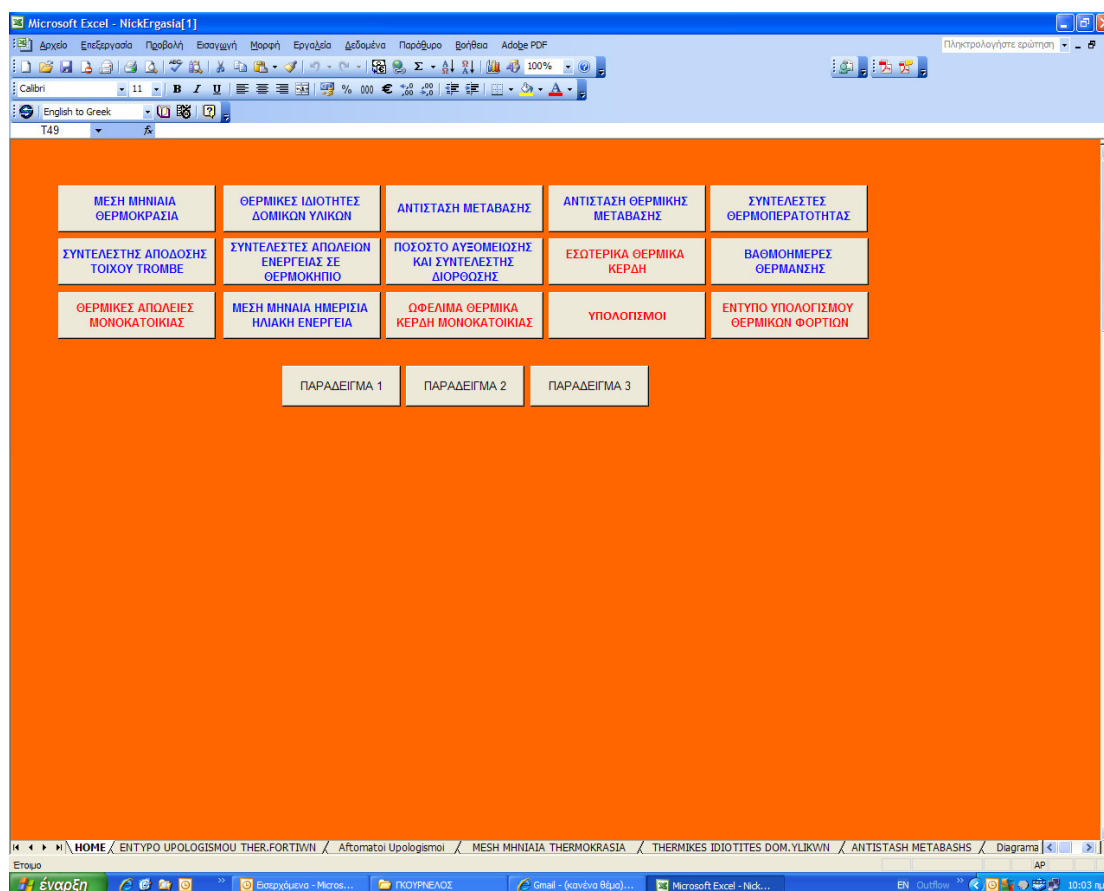 Microsoft Excel - NickErgasia[1]
Αρχείο Επεξεργασία Προβολή Εισαγωγή Μορφή Εργαλεία Δεδομένα Παράθυρο Βοήθεια Adobe PDF
Πληκτρολογήστε ερώτηση
100%
Calibri 11 B I U % 000 €
English to Greek
T49 fx
ΜΕΣΗ ΜΗΝΙΑΙΑ
ΘΕΡΜΟΚΡΑΣΙΑ
ΘΕΡΜΙΚΕΣ ΙΔΙΟΤΗΤΕΣ
ΔΟΜΙΚΩΝ ΥΛΙΚΩΝ
ΑΝΤΙΣΤΑΣΗ ΜΕΤΑΒΑΣΗΣ
ΑΝΤΙΣΤΑΣΗ ΘΕΡΜΙΚΗΣ
ΜΕΤΑΒΑΣΗΣ
ΣΥΝΤΕΛΕΣΤΕΣ
ΘΕΡΜΟΠΕΡΑΤΟΤΗΤΑΣ
ΣΥΝΤΕΛΕΣΤΗΣ ΑΠΟΔΟΣΗΣ
ΤΟΙΧΟΥ TROMBE
ΣΥΝΤΕΛΕΣΤΕΣ ΑΠΩΛΕΙΩΝ
ΕΝΕΡΓΕΙΑΣ ΣΕ
ΘΕΡΜΟΚΗΠΙΟ
ΠΟΣΟΣΤΟ ΑΥΞΟΜΕΙΩΣΗΣ
ΚΑΙ ΣΥΝΤΕΛΕΣΤΗΣ
ΔΙΟΡΘΩΣΗΣ
ΕΣΩΤΕΡΙΚΑ ΘΕΡΜΙΚΑ
ΚΕΡΔΗ
ΒΑΘΜΟΗΜΕΡΕΣ
ΘΕΡΜΑΝΣΗΣ
ΘΕΡΜΙΚΕΣ ΑΠΩΛΕΙΕΣ
ΜΟΝΟΚΑΤΟΙΚΙΑΣ
ΜΕΣΗ ΜΗΝΑΙΑ ΗΜΕΡΙΣΙΑ
ΗΛΙΑΚΗ ΕΝΕΡΓΕΙΑ
ΩΦΕΛΙΜΑ ΘΕΡΜΙΚΑ
ΚΕΡΔΗ ΜΟΝΟΚΑΤΟΙΚΙΑΣ
ΥΠΟΛΟΓΙΣΜΟΙ
ΕΝΤΥΠΟ ΥΠΟΛΟΓΙΣΜΟΥ
ΘΕΡΜΙΚΩΝ ΦΟΡΤΙΩΝ
ΠΑΡΑΔΕΙΓΜΑ 1
ΠΑΡΑΔΕΙΓΜΑ 2
ΠΑΡΑΔΕΙΓΜΑ 3
HOME ENTYPO UPOLOGISMOU THER.FORTIWN Aftomatoi Upologismoi MESH MHNIAIA THERMOKRASIA THERMIKES IDIOTITES DOM.YLIKWN ANTISTASH METABASHS Diagrama
Έτοιμο AP
έναρξη Εισερχόμενα - Micros... ΓΚΟΥΡΝΕΛΟΣ Gmail - (κανένα θέμα)... Microsoft Excel - Nick... EN Outflow 10:03 πμ